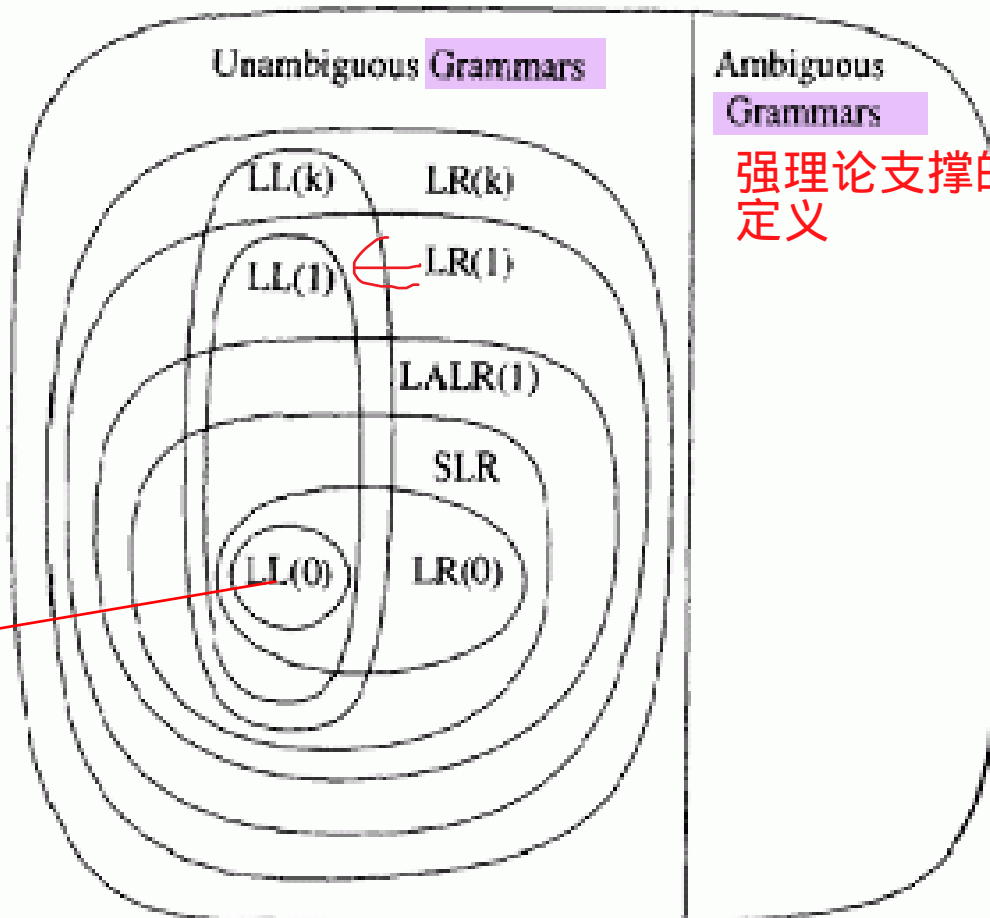 Unambiguous Grammars
Ambiguous
Grammars
强理论支撑的
定义
LL(k)
LR(k)
LL(1)
LR(1)
LALR(1)
SLR
LL(0)
LR(0)